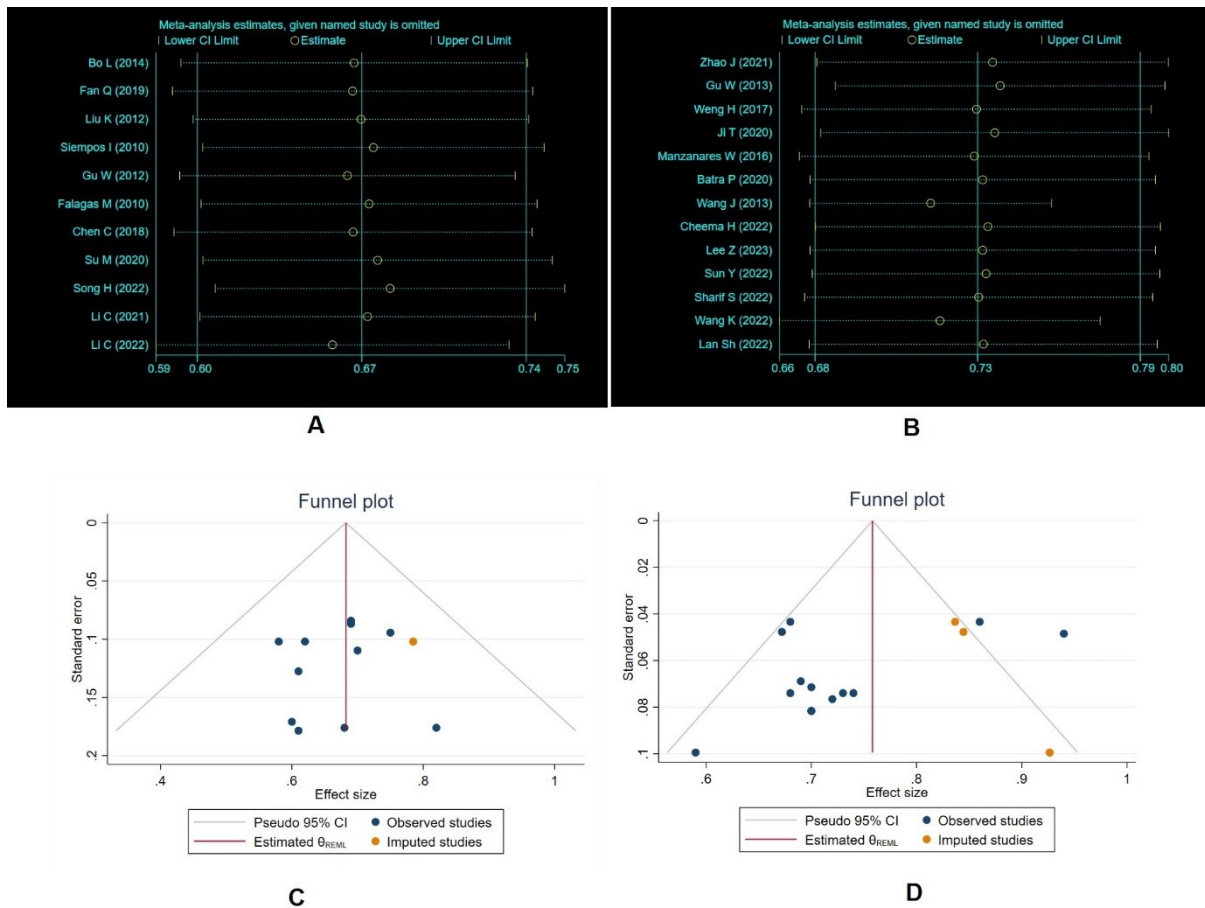 Meta-analysis estimates, given named study is omitted
Lower CI Limit Estimate Upper CI Limit
Bo L (2014)
Fan Q (2019)
Liu K (2012)
Siempos I (2010)
Gu W (2012)
Falagas M (2010)
Chen C (2018)
Su M (2020)
Song H (2022)
Li C (2021)
Li C (2022)
0.59 0.60 0.67 0.74 0.75
A
Meta-analysis estimates, given named study is omitted
Lower CI Limit Estimate Upper CI Limit
Zhao J (2021)
Gu W (2013)
Weng H (2017)
Ji T (2020)
Manzanares W (2016)
Batra P (2020)
Wang J (2013)
Cheema H (2022)
Lee Z (2023)
Sun Y (2022)
Sharif S (2022)
Wang K (2022)
Lan Sh (2022)
0.66 0.68 0.73 0.79 0.80
B
Funnel plot
Standard error
0
.05
.1
.15
.2
.4 .6 .8 1
Effect size
Pseudo 95% CI Observed studies
Estimated θREML Imputed studies
C
Funnel plot
Standard error
0
.02
.04
.06
.08
.1
.6 .7 .8 .9 1
Effect size
Pseudo 95% CI Observed studies
Estimated θREML Imputed studies
D